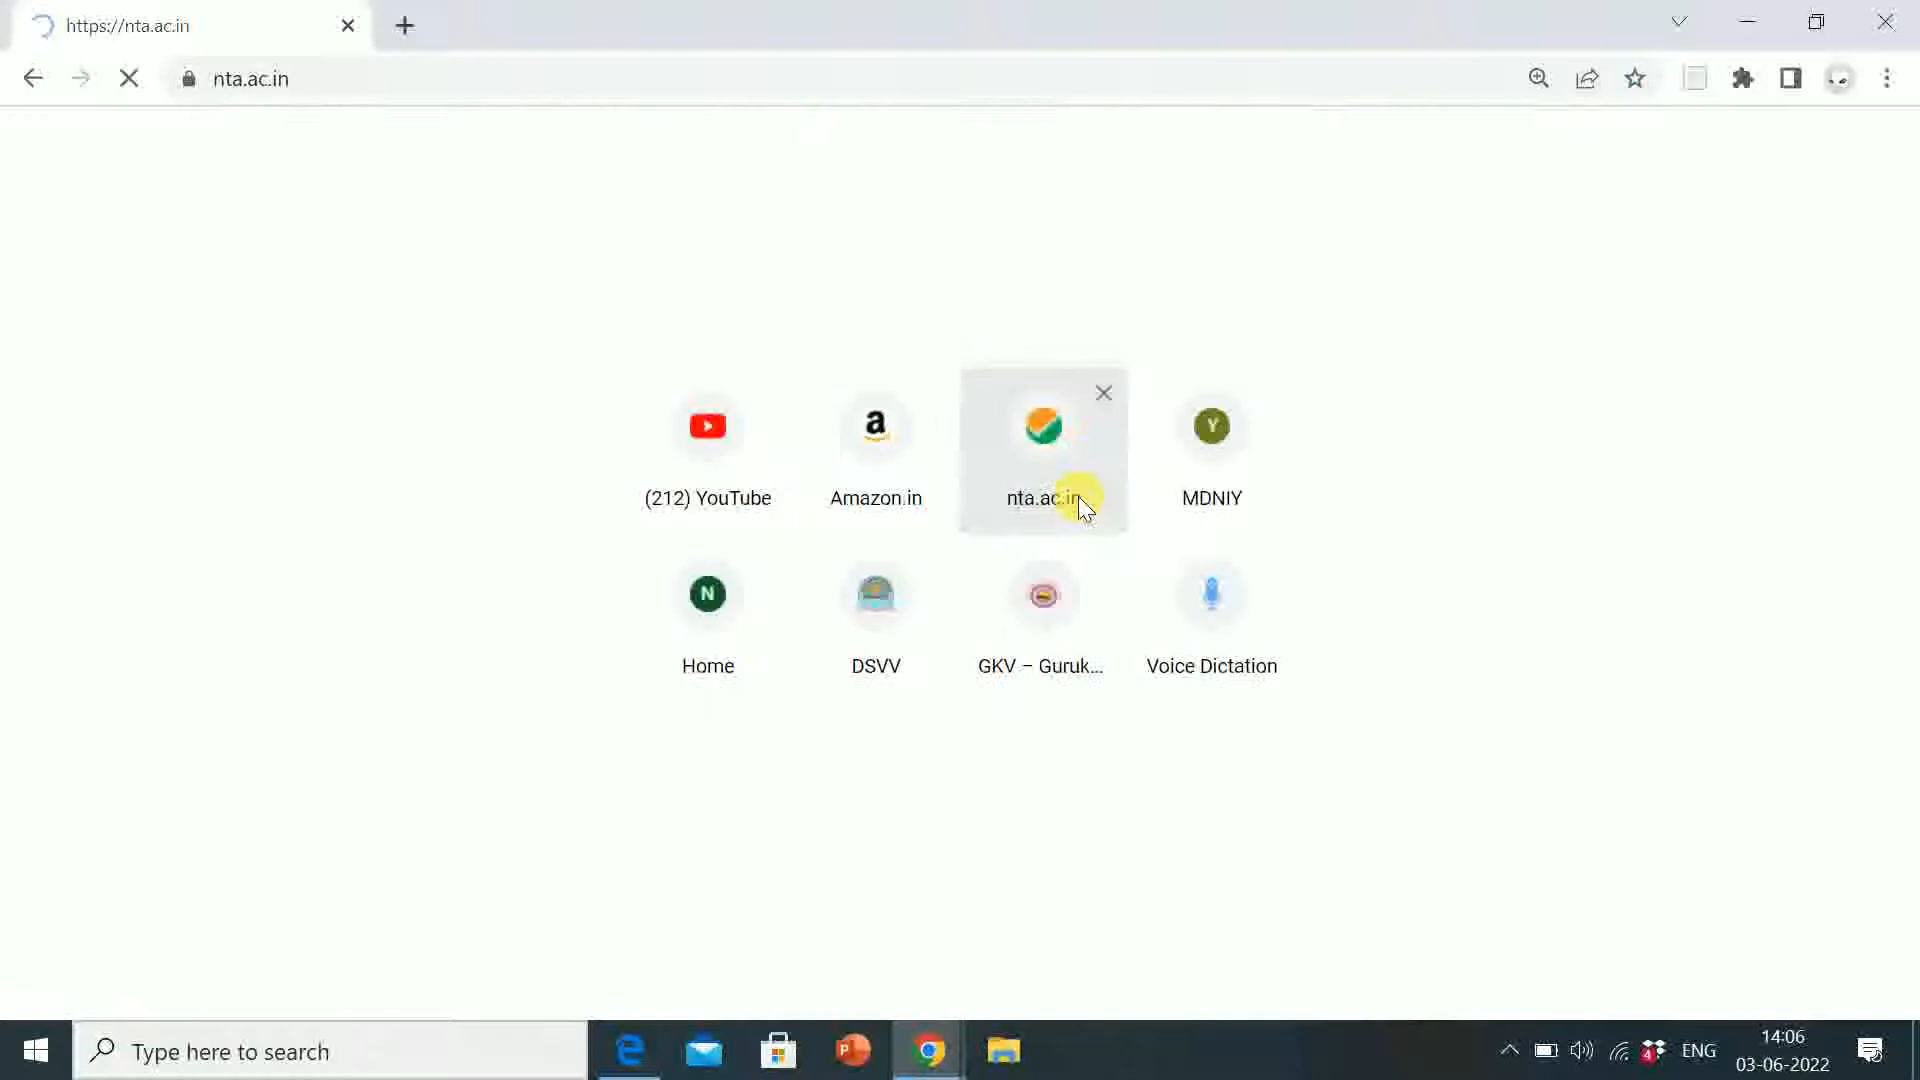 https://nta.ac.in
nta.ac.in
(212) YouTube
Amazon.in
nta.ac.in
MDNIY
Home
DSVV
GKV – Guruk...
Voice Dictation
a
Y
N
Type here to search
P
4
ENG
14:06
03-06-2022